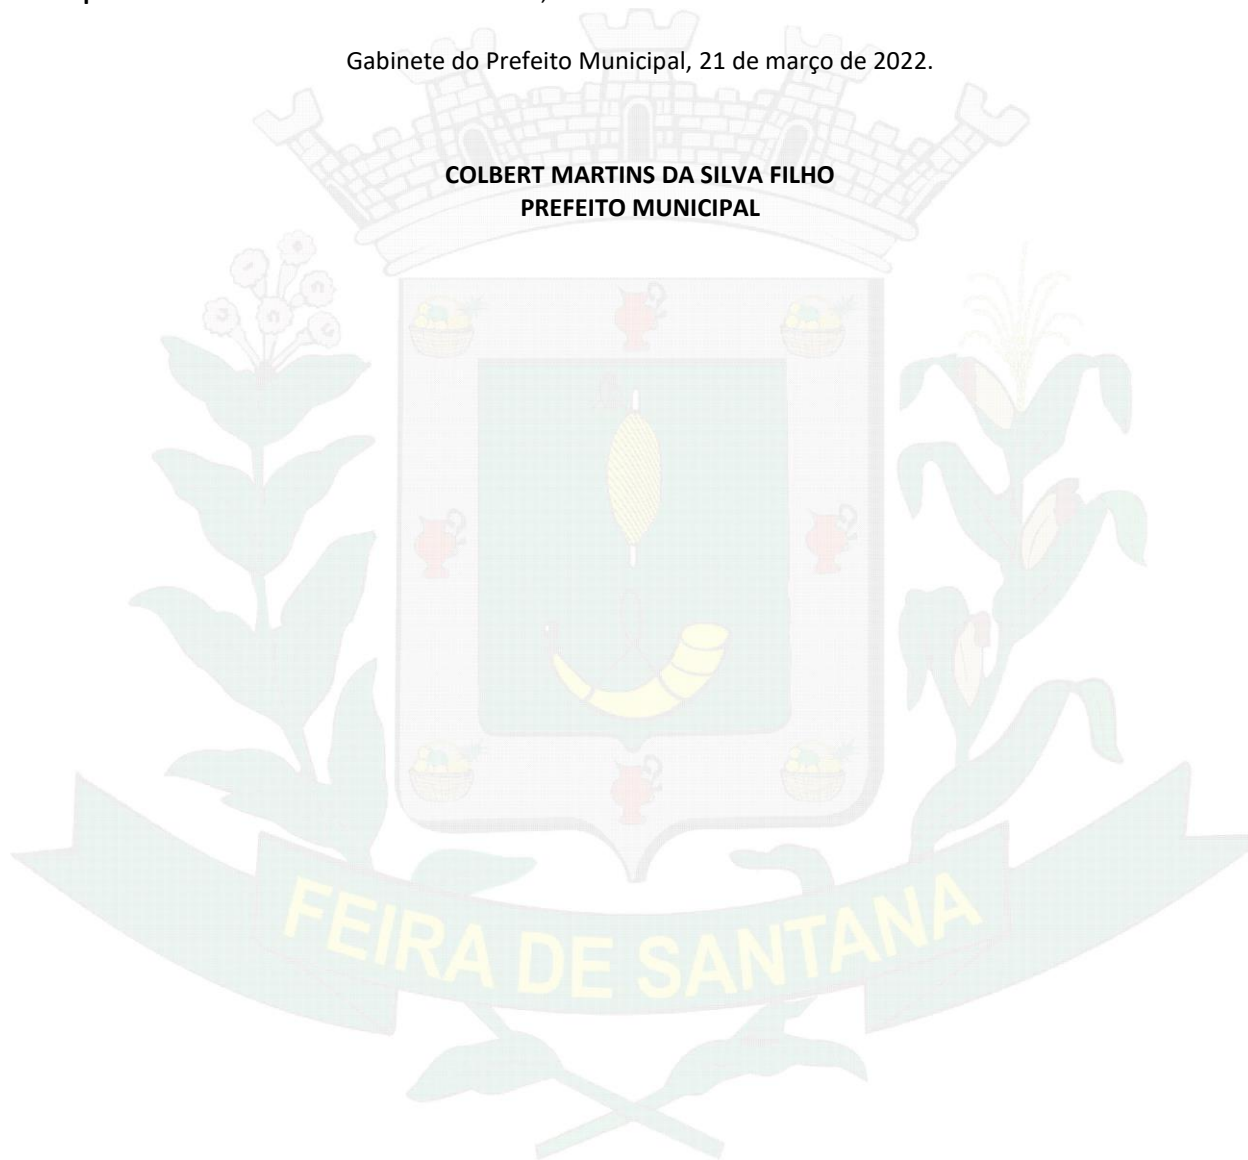 Gabinete do Prefeito Municipal, 21 de março de 2022.
COLBERT MARTINS DA SILVA FILHO
PREFEITO MUNICIPAL
FEIRA DE SANTANA